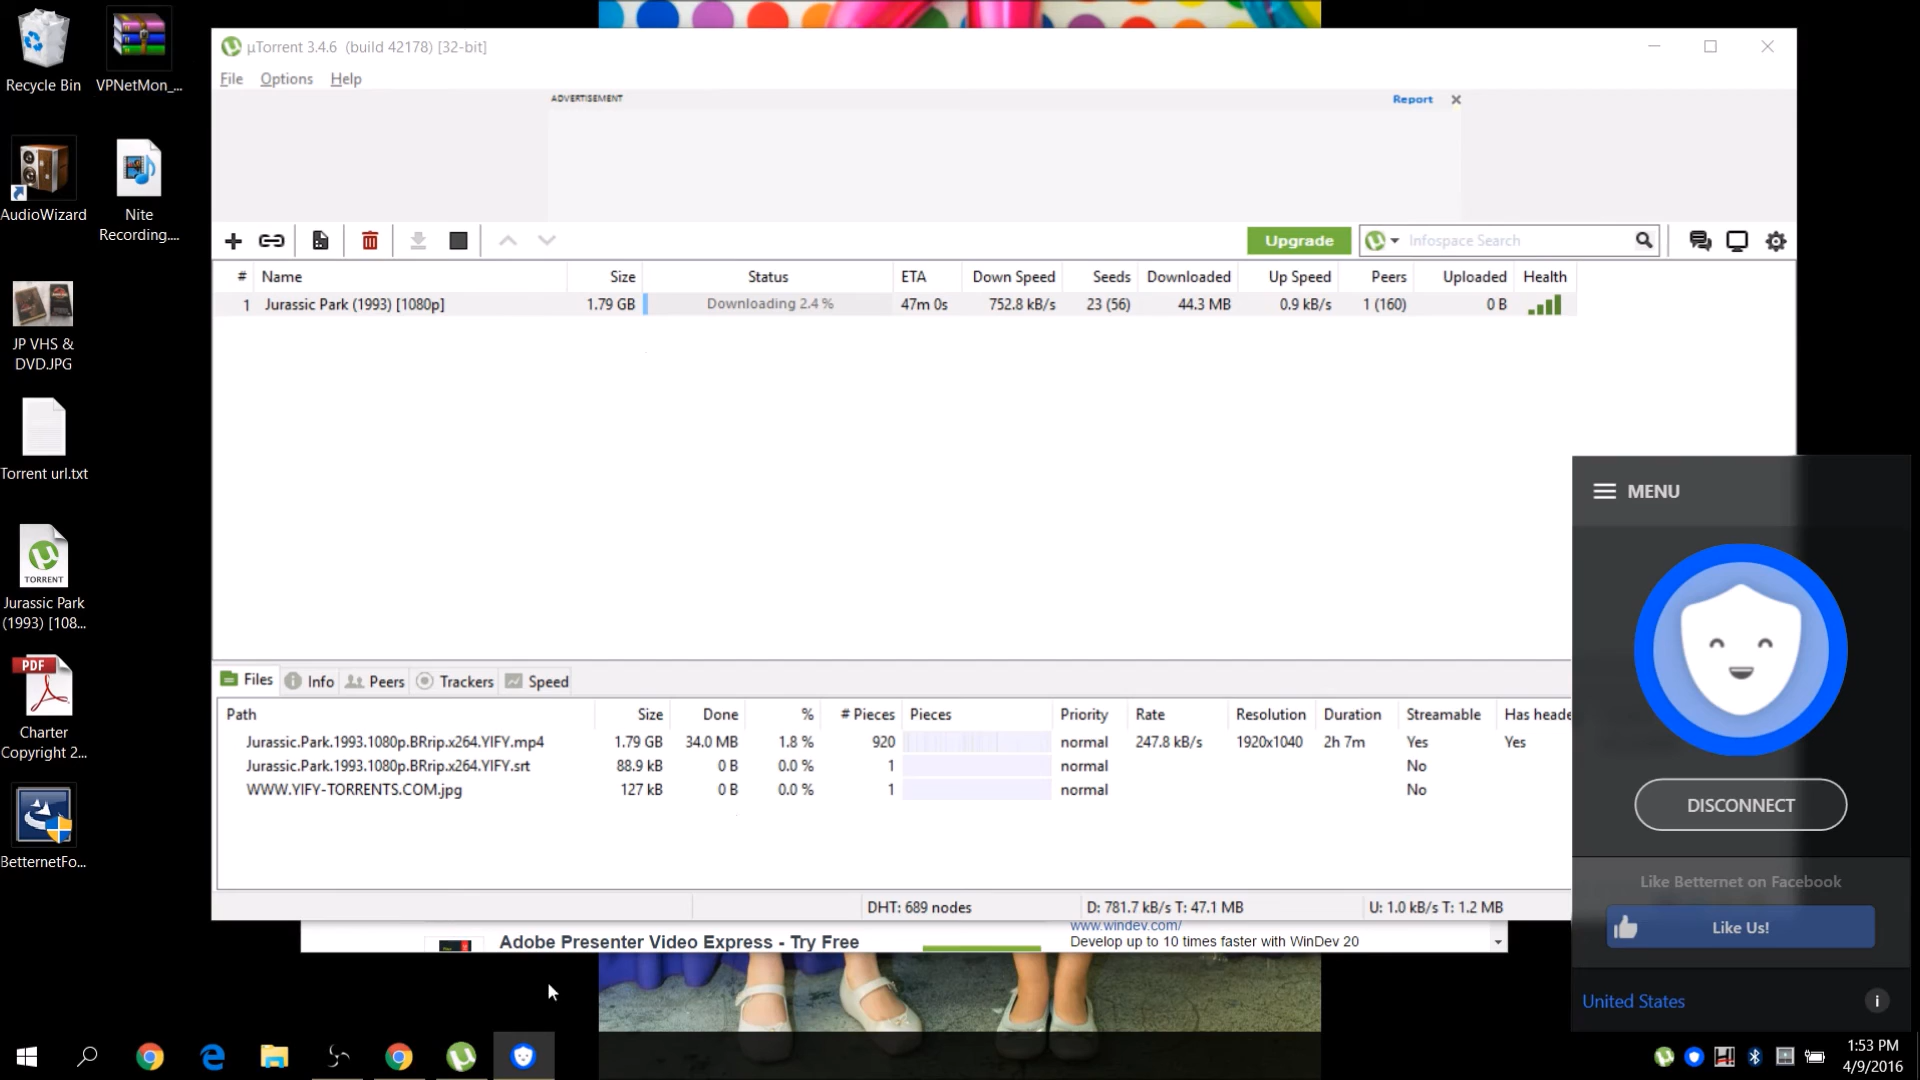 Recycle Bin
VPNetMon_...
AudioWizard
Nite
Recording....
JP VHS &
DVD.JPG
Torrent url.txt
TORRENT
Jurassic Park
(1993) [108...
PDF
Charter
Copyright 2...
BetternetFo...
µTorrent 3.4.6 (build 42178) [32-bit]
File Options Help
ADVERTISEMENT
Report
Upgrade
Infospace Search
# Name Size Status ETA Down Speed Seeds Downloaded Up Speed Peers Uploaded Health
1 Jurassic Park (1993) [1080p] 1.79 GB Downloading 2.4 % 47m 0s 752.8 kB/s 23 (56) 44.3 MB 0.9 kB/s 1 (160) 0 B
Files Info Peers Trackers Speed
Path Size Done % # Pieces Pieces Priority Rate Resolution Duration Streamable Has heade
Jurassic.Park.1993.1080p.BRrip.x264.YIFY.mp4 1.79 GB 34.0 MB 1.8 % 920 normal 247.8 kB/s 1920x1040 2h 7m Yes Yes
Jurassic.Park.1993.1080p.BRrip.x264.YIFY.srt 88.9 kB 0 B 0.0 % 1 normal No
WWW.YIFY-TORRENTS.COM.jpg 127 kB 0 B 0.0 % 1 normal No
DHT: 689 nodes D: 781.7 kB/s T: 47.1 MB U: 1.0 kB/s T: 1.2 MB
Adobe Presenter Video Express - Try Free
www.windev.com/
Develop up to 10 times faster with WinDev 20
MENU
DISCONNECT
Like Betternet on Facebook
Like Us!
United States
1:53 PM
4/9/2016